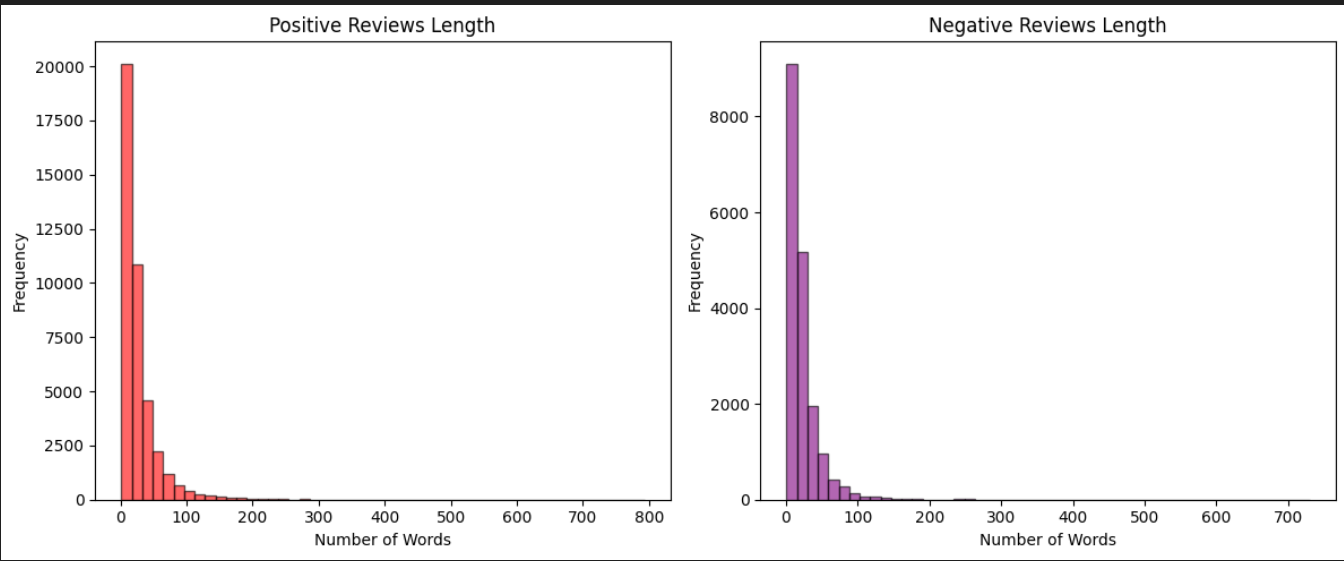 Positive Reviews Length
20000
17500
15000
12500
10000
7500
5000
2500
0
Frequency
0 100 200 300 400 500 600 700 800
Number of Words
Negative Reviews Length
8000
6000
4000
2000
0
Frequency
0 100 200 300 400 500 600 700
Number of Words